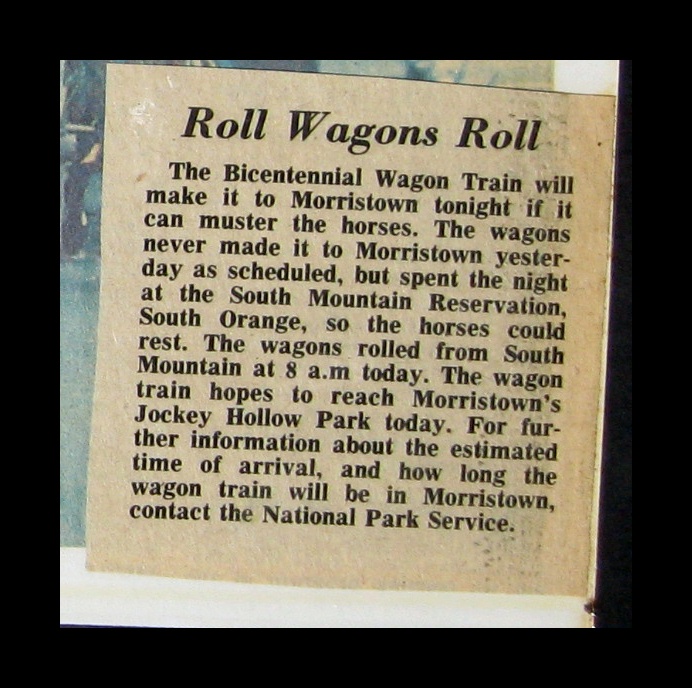 Roll Wagons Roll
The Bicentennial Wagon Train will
make it to Morristown tonight if it
can muster the horses. The wagons
never made it to Morristown yester-
day as scheduled, but spent the night
at the South Mountain Reservation,
South Orange, so the horses could
rest. The wagons rolled from South
Mountain at 8 a.m today. The wagon
train hopes to reach Morristown's
Jockey Hollow Park today. For fur-
ther information about the estimated
time of arrival, and how long the
wagon train will be in Morristown,
contact the National Park Service.